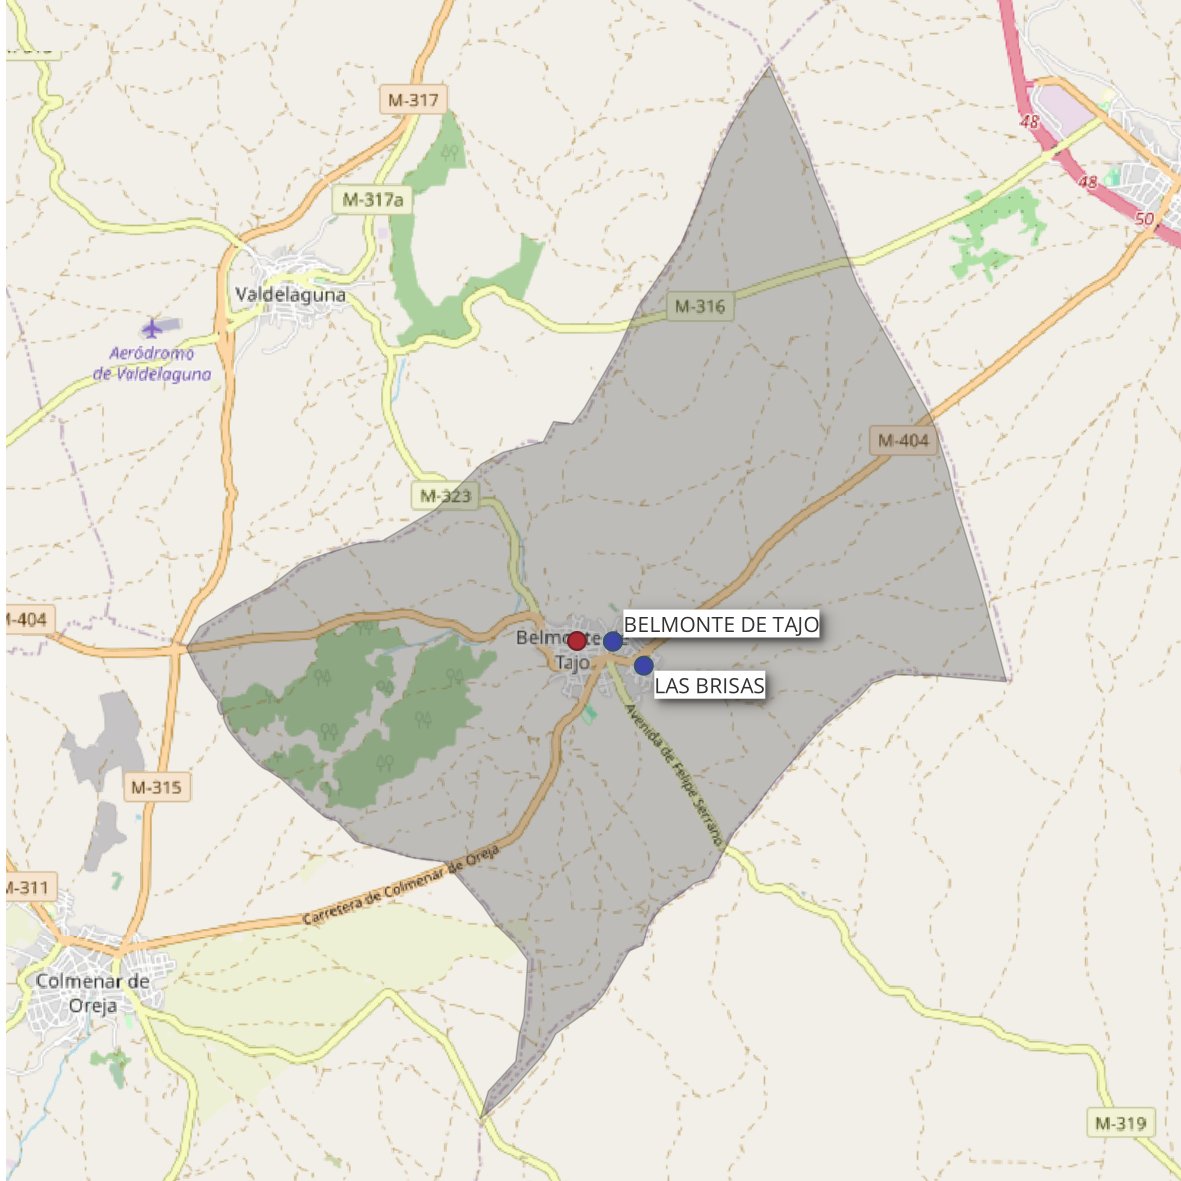 M-317
48
M-317a
48
50
Valdelaguna
M-316
Aeródromo
de Valdelaguna
M-404
M-323
M-404
BELMONTE DE TAJO
Belmonte de
Tajo
LAS BRISAS
Avenida de Felipe Serrano
M-315
Carretera de Colmenar de Oreja
M-311
Colmenar de
Oreja
M-319